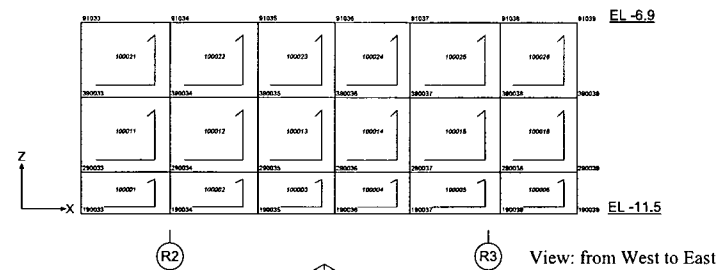 91033 91034 91035 91036 91037 91038 91039 EL -6.9
100021 100022 100023 100024 100025 100026
390033 390034 390035 390036 390037 390038 390039
100011 100012 100013 100014 100015 100016
Z
290033 290034 290035 290036 290037 290038 290039
100001 100002 100003 100004 100005 100006
X 190033 190034 190035 190036 190037 190038 190039 EL -11.5
R2 R3 View: from West to East